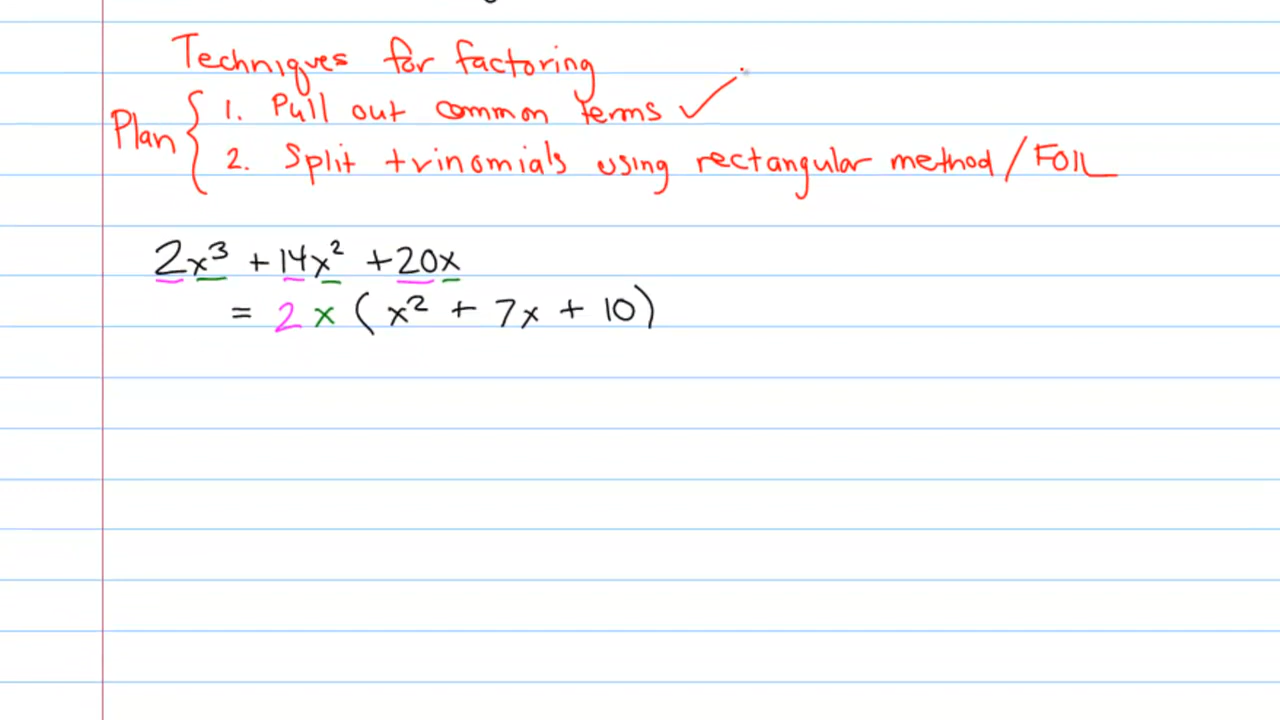 Techniques for factoring
Plan { 1. Pull out common terms ✓
2. Split trinomials using rectangular method/FOIL
2x³ + 14x² + 20x
= 2x(x² + 7x + 10)